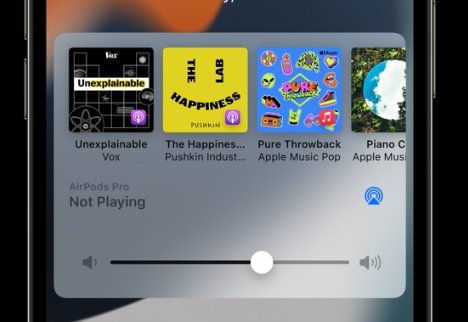 Vox
Unexplainable
THE
LAB
HAPPINESS
PUSHKIN
Music
PURE
Throwback
Unexplainable
The Happines...
Pure Throwback
Piano C
Vox
Pushkin Indust...
Apple Music Pop
Apple Musi
AirPods Pro
Not Playing